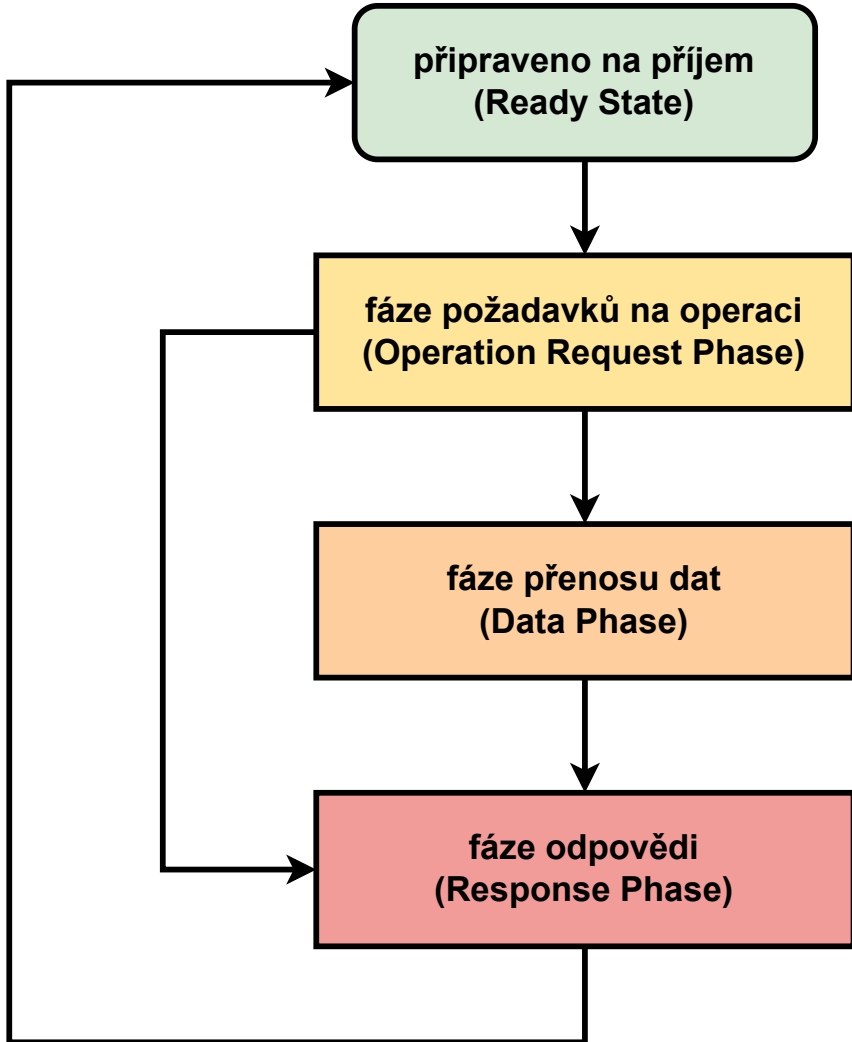 připraveno na příjem
(Ready State)
fáze požadavků na operaci
(Operation Request Phase)
fáze přenosu dat
(Data Phase)
fáze odpovědi
(Response Phase)